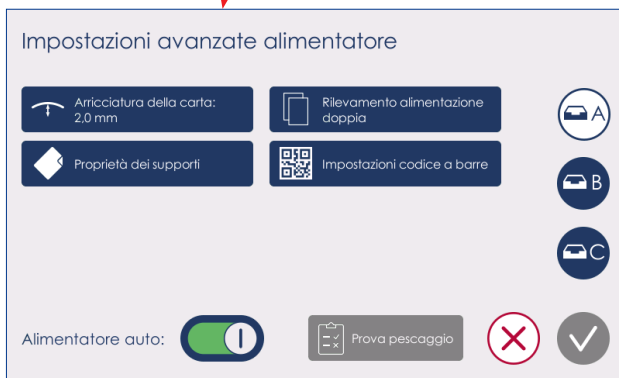 Impostazioni avanzate alimentatore
Arricciatura della carta:
2,0 mm
Rilevamento alimentazione
doppia
A
Proprietà dei supporti
Impostazioni codice a barre
B
C
Alimentatore auto:
Prova pescaggio